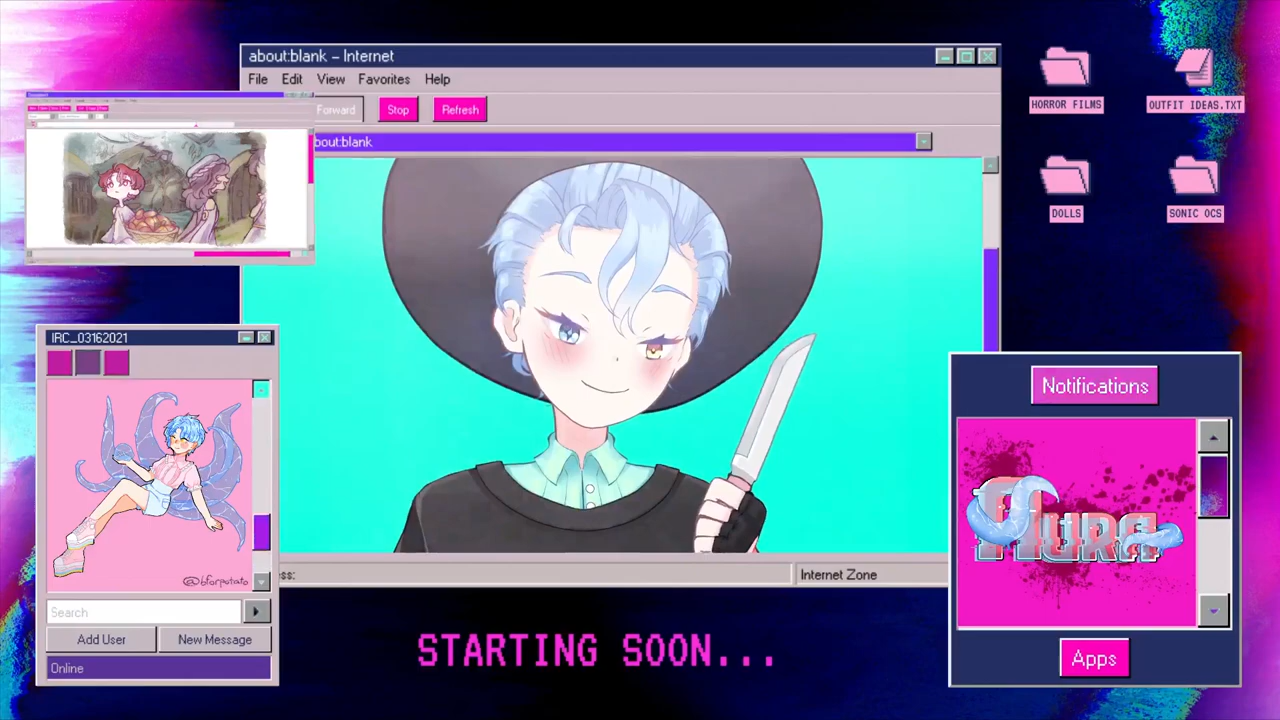 about:blank – Internet
File Edit View Favorites Help
Forward Stop Refresh
bout:blank
HORROR FILMS
OUTFIT IDEAS.TXT
DOLLS
SONIC OCS
IRC_03162021
@bforpotato
Search
Add User New Message
Online
ss:
Internet Zone
STARTING SOON...
Notifications
AURA
Apps